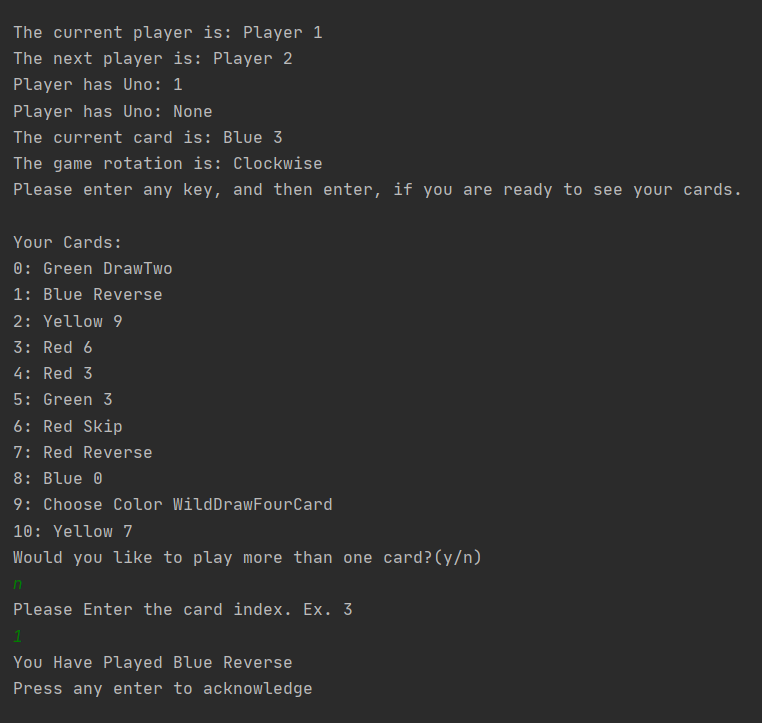 The current player is: Player 1
The next player is: Player 2
Player has Uno: 1
Player has Uno: None
The current card is: Blue 3
The game rotation is: Clockwise
Please enter any key, and then enter, if you are ready to see your cards.
Your Cards:
0: Green DrawTwo
1: Blue Reverse
2: Yellow 9
3: Red 6
4: Red 3
5: Green 3
6: Red Skip
7: Red Reverse
8: Blue 0
9: Choose Color WildDrawFourCard
10: Yellow 7
Would you like to play more than one card?(y/n)
n
Please Enter the card index. Ex. 3
1
You Have Played Blue Reverse
Press any enter to acknowledge